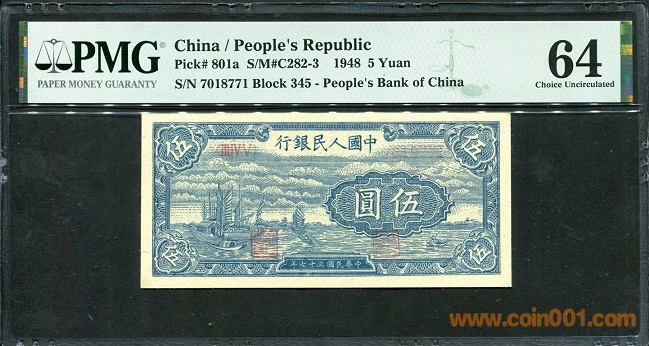 PMG
PAPER MONEY GUARANTY
China / People's Republic
Pick# 801a S/M#C282-3 1948 5 Yuan
S/N 7018771 Block 345 - People's Bank of China
64
Choice Uncirculated
行銀民人國中
伍
伍
圓伍
伍
伍
年七十三國民華中
www.coin001.com